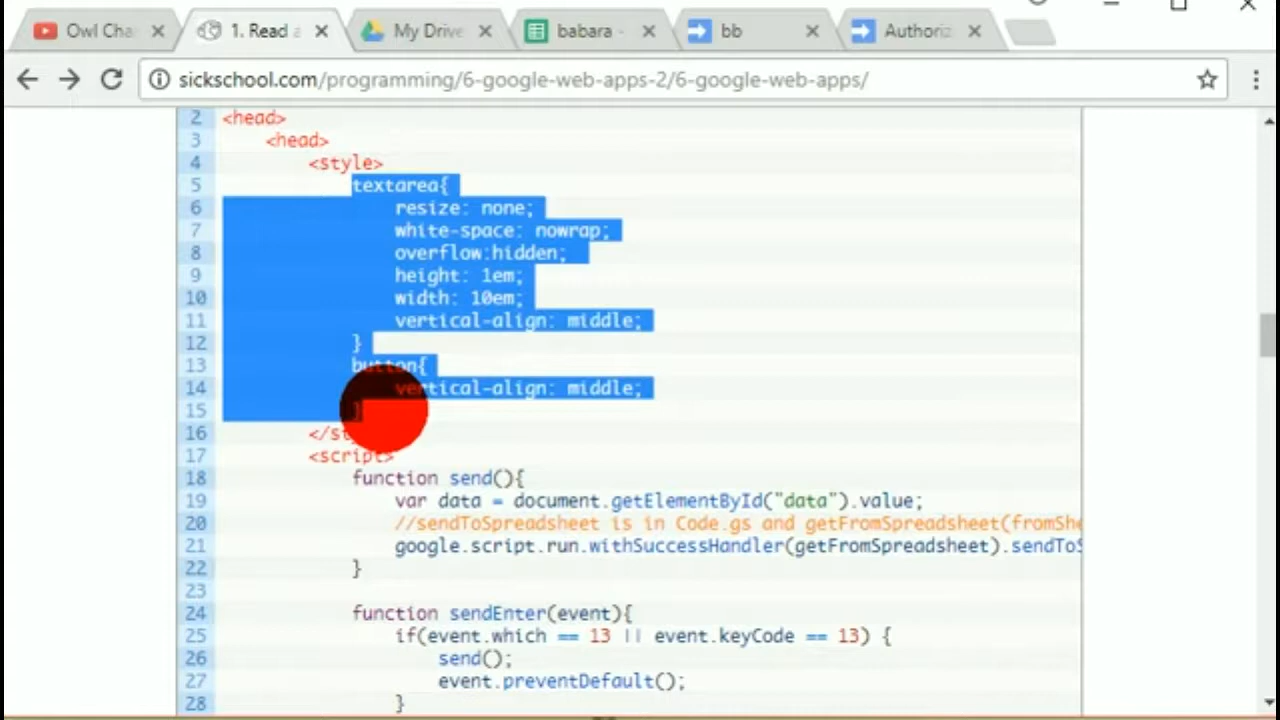 Owl Cha
1. Read a
My Drive
babara -
bb
Authoriz
sickschool.com/programming/6-google-web-apps-2/6-google-web-apps/
2 <head>
3 <head>
4 <style>
5 textarea{
6 resize: none;
7 white-space: nowrap;
8 overflow:hidden;
9 height: 1em;
10 width: 10em;
11 vertical-align: middle;
12 }
13 button{
14 vertical-align: middle;
15 }
16 </st
17 <script>
18 function send(){
19 var data = document.getElementById("data").value;
20 //sendToSpreadsheet is in Code.gs and getFromSpreadsheet(fromShe
21 google.script.run.withSuccessHandler(getFromSpreadsheet).sendToS
22 }
23
24 function sendEnter(event){
25 if(event.which == 13 || event.keyCode == 13) {
26 send();
27 event.preventDefault();
28 }